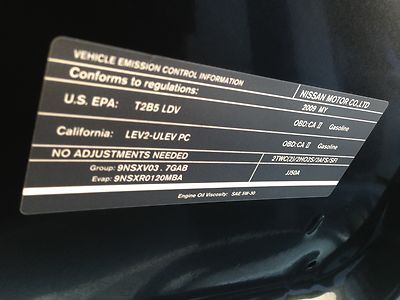 VEHICLE EMISSION CONTROL INFORMATION NISSAN MOTOR CO.,LTD
Conforms to regulations: 2009 MY
U.S. EPA: T2B5 LDV OBD:CA II Gasoline
California: LEV2-ULEV PC OBD:CA II Gasoline
NO ADJUSTMENTS NEEDED 2TWC(2)/2HO2S/2AFS/SFI
Group: 9NSXV03.7GAB JJ50A
Evap: 9NSXR0120MBA
Engine Oil Viscosity: SAE 5W-30